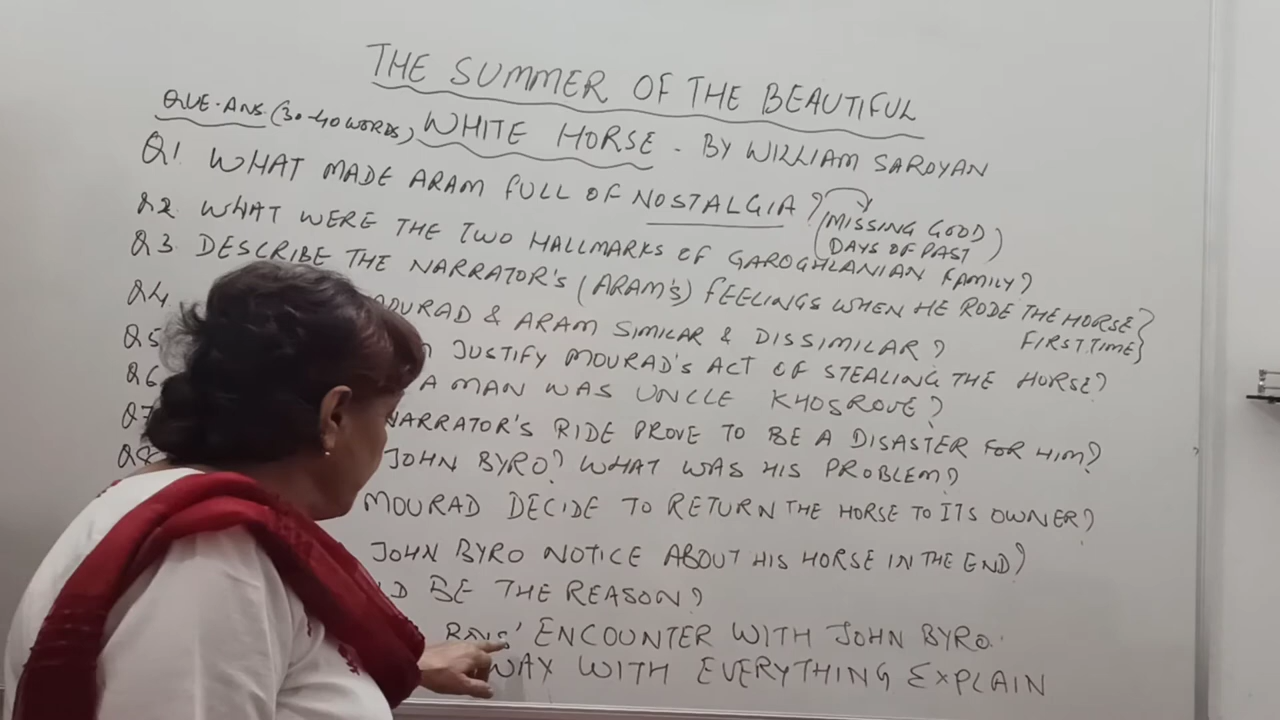 THE SUMMER OF THE BEAUTIFUL
QUE-ANS. (30-40 WORDS) WHITE HORSE - BY WILLIAM SAROYAN
Q1 WHAT MADE ARAM FULL OF NOSTALGIA? (MISSING GOOD
DAYS OF PAST)
Q2. WHAT WERE THE TWO HALLMARKS OF GAROGHLANIAN FAMILY?
Q3 DESCRIBE THE NARRATOR'S (ARAM'S) FEELINGS WHEN HE RODE THE HORSE
FIRST TIME}
Q4 MOURAD & ARAM SIMILAR & DISSIMILAR?
Q5 JUSTIFY MOURAD'S ACT OF STEALING THE HORSE?
Q6 A MAN WAS UNCLE KHOSROVE?
Q7 NARRATOR'S RIDE PROVE TO BE A DISASTER FOR HIM?
Q8 JOHN BYRO? WHAT WAS HIS PROBLEM?
MOURAD DECIDE TO RETURN THE HORSE TO ITS OWNER?
JOHN BYRO NOTICE ABOUT HIS HORSE IN THE END?
BE THE REASON?
ENCOUNTER WITH JOHN BYRO.
WAY WITH EVERYTHING EXPLAIN